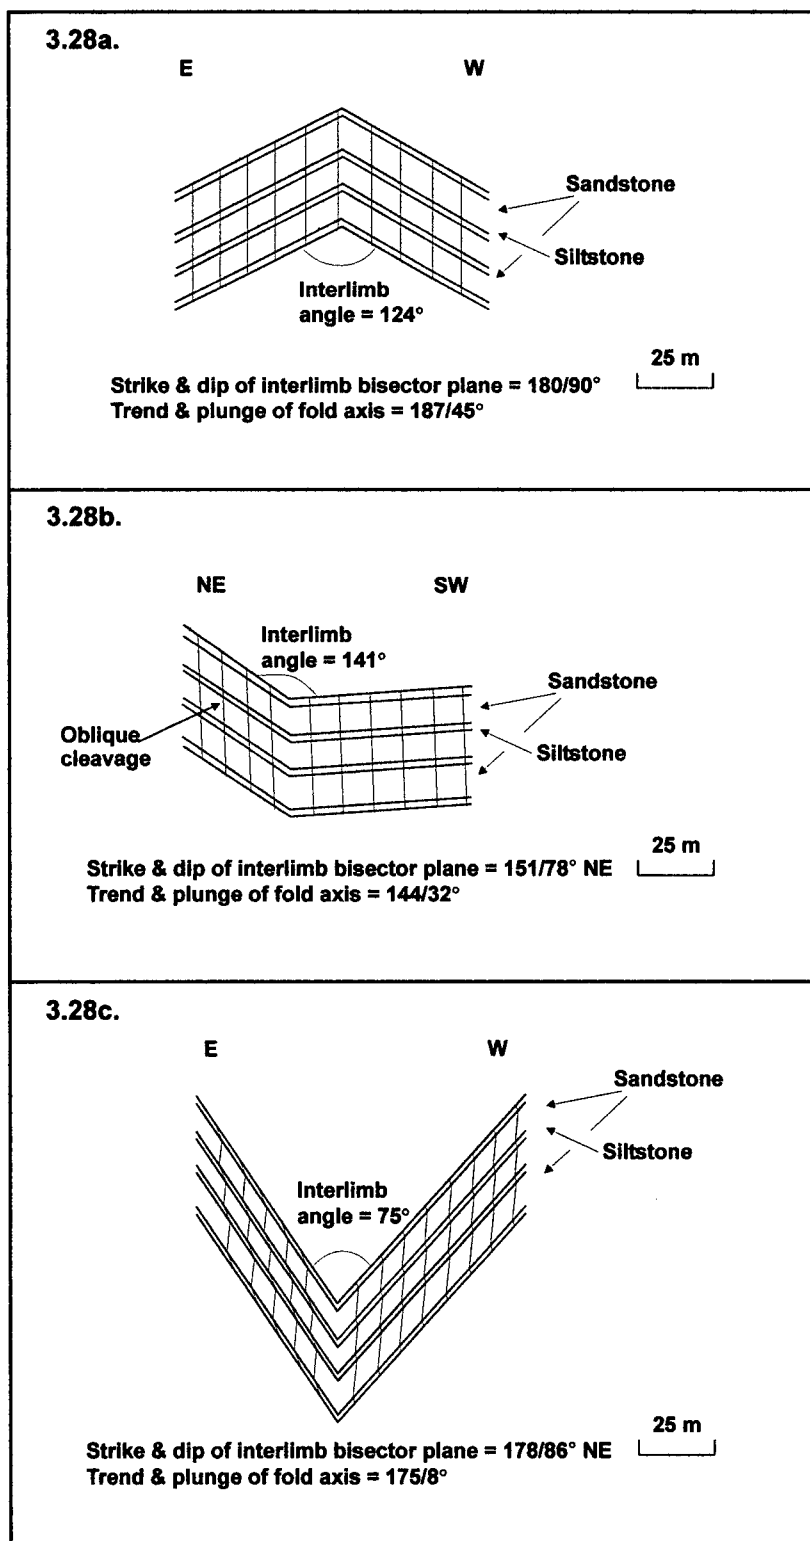 3.28a.
E W
Sandstone
Siltstone
Interlimb
angle = 124°
25 m
Strike & dip of interlimb bisector plane = 180/90°
Trend & plunge of fold axis = 187/45°
3.28b.
NE SW
Interlimb
angle = 141°
Sandstone
Oblique
cleavage
Siltstone
25 m
Strike & dip of interlimb bisector plane = 151/78° NE
Trend & plunge of fold axis = 144/32°
3.28c.
E W
Sandstone
Siltstone
Interlimb
angle = 75°
25 m
Strike & dip of interlimb bisector plane = 178/86° NE
Trend & plunge of fold axis = 175/8°